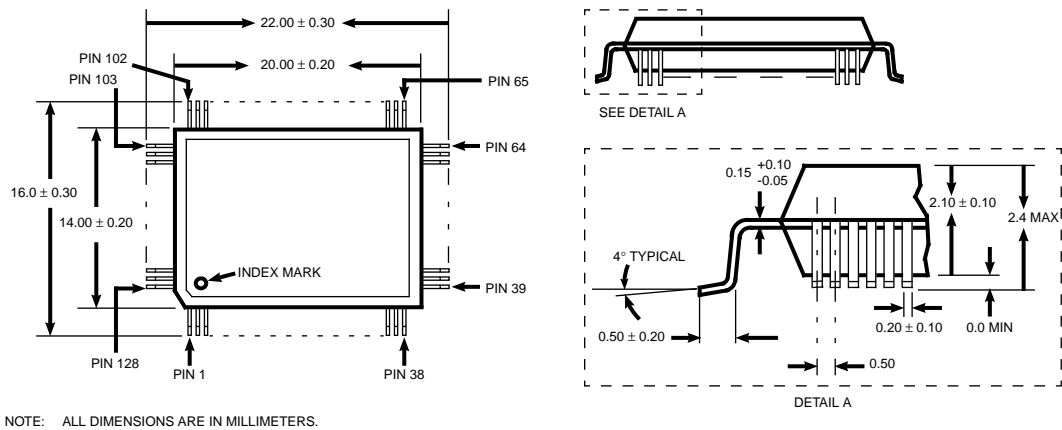 22.00 ± 0.30
PIN 102
20.00 ± 0.20
PIN 103
PIN 65
PIN 64
16.0 ± 0.30
14.00 ± 0.20
INDEX MARK
PIN 39
PIN 128
PIN 1
PIN 38
SEE DETAIL A
0.15 +0.10
-0.05
2.10 ± 0.10
2.4 MAX
4° TYPICAL
0.50 ± 0.20
0.20 ± 0.10
0.0 MIN
0.50
DETAIL A
NOTE: ALL DIMENSIONS ARE IN MILLIMETERS.